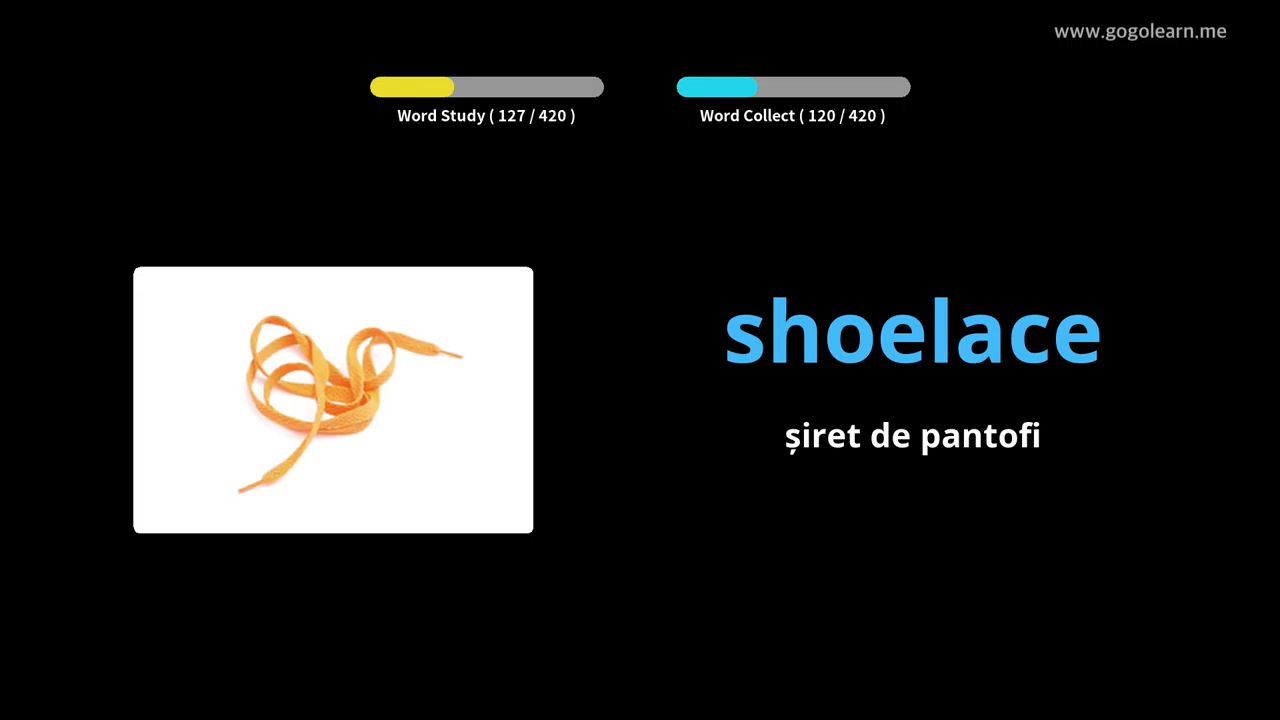 www.gogolearn.me
Word Study ( 127 / 420 )
Word Collect ( 120 / 420 )
shoelace
șiret de pantofi